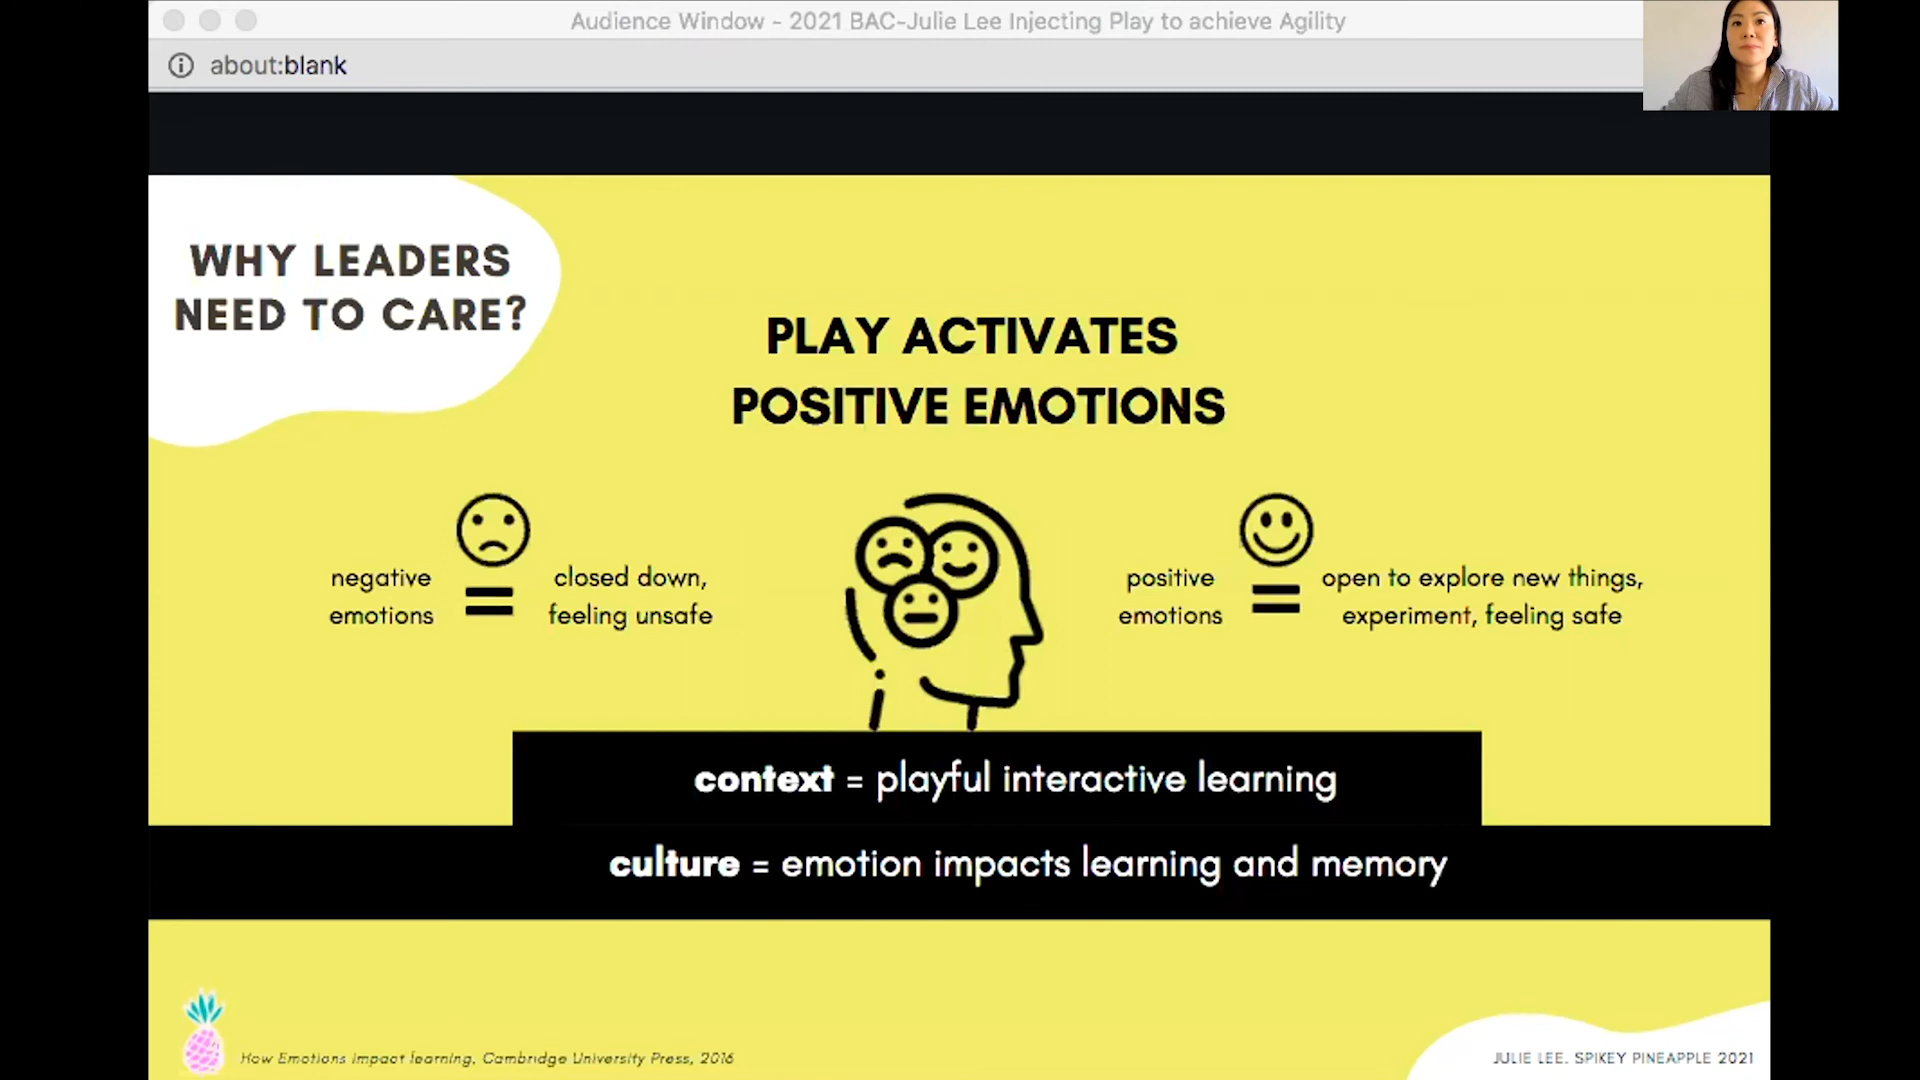 Audience Window - 2021 BAC-Julie Lee Injecting Play to achieve Agility
about:blank
WHY LEADERS
NEED TO CARE?
PLAY ACTIVATES
POSITIVE EMOTIONS
negative
emotions
=
closed down,
feeling unsafe
positive
emotions
=
open to explore new things,
experiment, feeling safe
context = playful interactive learning
culture = emotion impacts learning and memory
How Emotions impact learning, Cambridge University Press, 2016
JULIE LEE. SPIKEY PINEAPPLE 2021